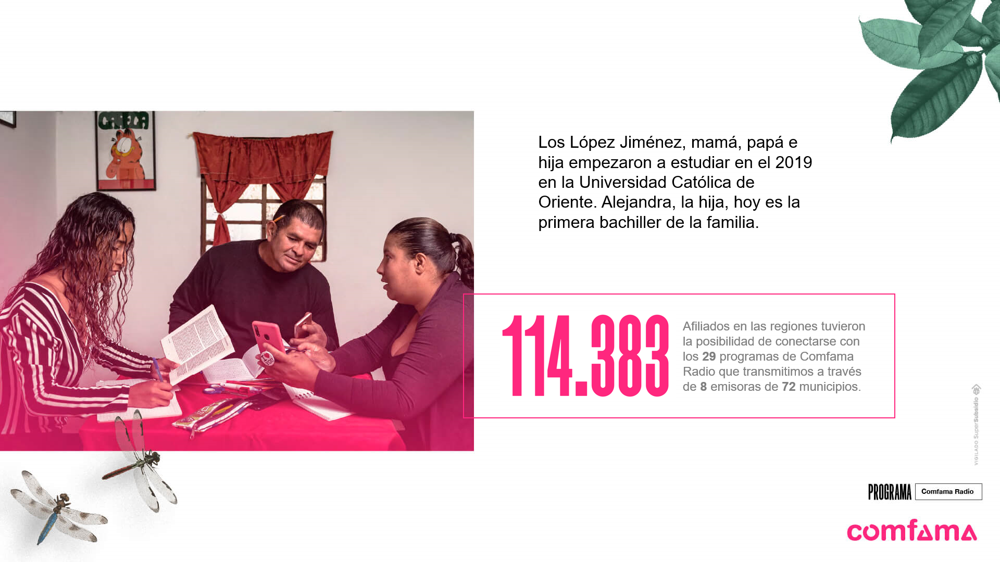 Los López Jiménez, mamá, papá e
hija empezaron a estudiar en el 2019
en la Universidad Católica de
Oriente. Alejandra, la hija, hoy es la
primera bachiller de la familia.
114.383
Afiliados en las regiones tuvieron
la posibilidad de conectarse con
los 29 programas de Comfama
Radio que transmitimos a través
de 8 emisoras de 72 municipios.
VIGILADO SuperSubsidio
PROGRAMA
Comfama Radio
comfama